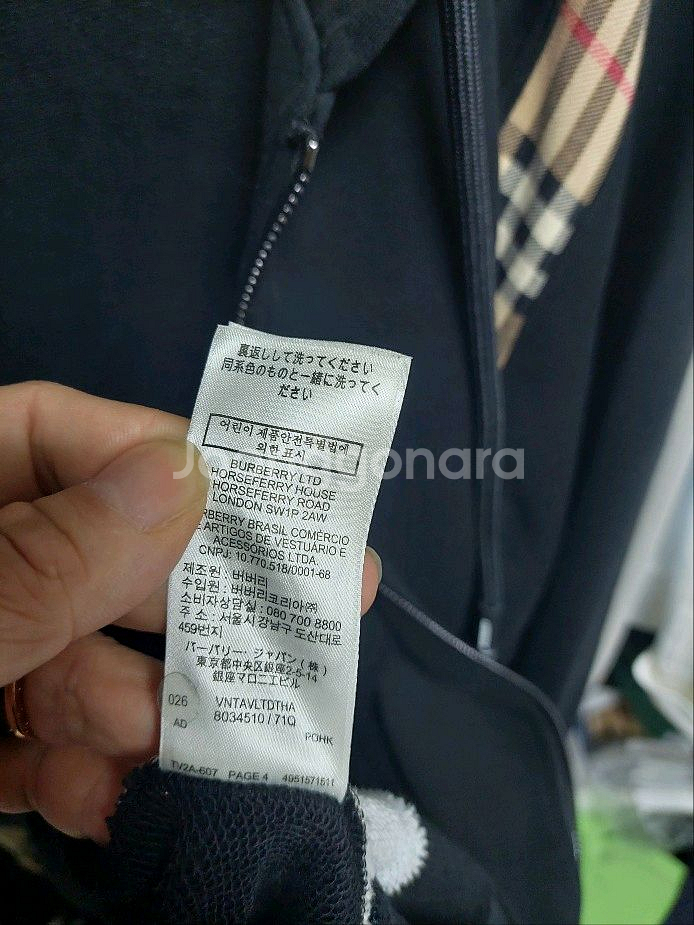 裏返しして洗ってください
同系色のものと一緒に洗ってく
ださい
어린이 제품안전특별법에
의한 표시
BURBERRY LTD
HORSEFERRY HOUSE
HORSEFERRY ROAD
LONDON SW1P 2AW
RBERRY BRASIL COMÉRCIO
E ARTIGOS DE VESTUÁRIO E
ACESSÓRIOS LTDA.
CNPJ: 10.770.518/0001-68
제조원 : 버버리
수입원 : 버버리코리아㈜
소비자상담실 : 080 700 8800
주 소 : 서울시 강남구 도산대로
459번지
バーバリー・ジャパン(株)
東京都中央区銀座2-5-14
銀座マロニエビル
026 VNTAVLTDTHA
AD 8034510 / 71Q
POHK
TV2A-607 PAGE 4